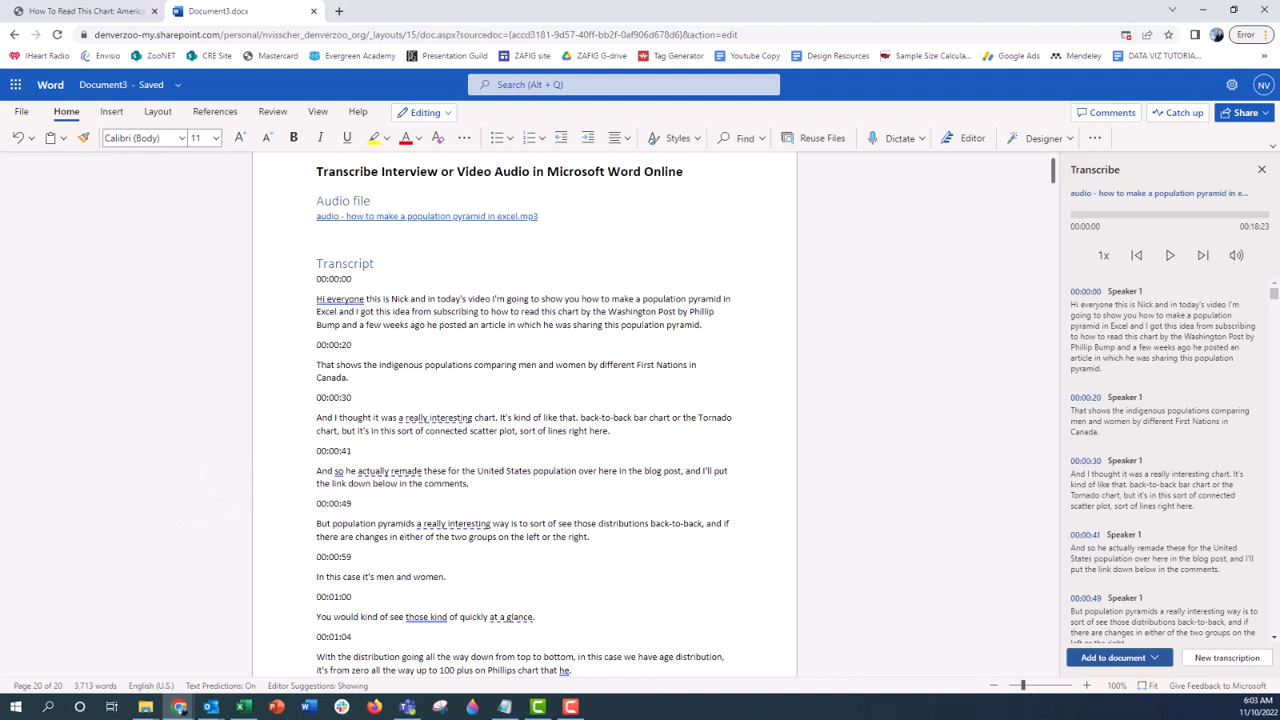 How To Read This Chart: Americ
Document3.docx
denverzoo-my.sharepoint.com/personal/nvisscher_denverzoo_org/_layouts/15/doc.aspx?sourcedoc={accd3181-9d57-40ff-bb2f-0af906d678d6}&action=edit
Error
IHeart Radio
Envisio
ZooNET
CRE Site
Mastercard
Evergreen Academy
Presentation Guide
ZAFIG site
ZAFIG G-drive
Tag Generator
Youtube Copy
Design Resources
Sample Size Calcula...
Google Ads
Mendeley
DATA VIZ TUTORIAL...
Word
Document3 - Saved
Search (Alt + Q)
NV
File
Home
Insert
Layout
References
Review
View
Help
Editing
Comments
Catch up
Share
Calibri (Body)
11
Styles
Find
Reuse Files
Dictate
Editor
Designer
Transcribe Interview or Video Audio in Microsoft Word Online
Audio file
audio - how to make a population pyramid in excel.mp3
Transcript
00:00:00
Hi everyone this is Nick and in today's video I'm going to show you how to make a population pyramid in
Excel and I got this idea from subscribing to how to read this chart by the Washington Post by Phillip
Bump and a few weeks ago he posted an article in which he was sharing this population pyramid.
00:00:20
That shows the indigenous populations comparing men and women by different First Nations in
Canada.
00:00:30
And I thought it was a really interesting chart. It's kind of like that. back-to-back bar chart or the Tornado
chart, but it's in this sort of connected scatter plot, sort of lines right here.
00:00:41
And so he actually remade these for the United States population over here in the blog post, and I'll put
the link down below in the comments.
00:00:49
But population pyramids a really interesting way is to sort of see those distributions back-to-back, and if
there are changes in either of the two groups on the left or the right.
00:00:59
In this case it's men and women.
00:01:00
You would kind of see those kind of quickly at a glance.
00:01:04
With the distribution going all the way down from top to bottom, in this case we have age distribution,
it's from zero all the way up to 100 plus on Phillips chart that he.
Transcribe
audio - how to make a population pyramid in e...
00:00:00
00:18:23
1x
00:00:00 Speaker 1
Hi everyone this is Nick and in today's video I'm
going to show you how to make a population
pyramid in Excel and I got this idea from subscribing
to how to read this chart by the Washington Post by
Phillip Bump and a few weeks ago he posted an
article in which he was sharing this population
pyramid.
00:00:20 Speaker 1
That shows the indigenous populations comparing
men and women by different First Nations in
Canada.
00:00:30 Speaker 1
And I thought it was a really interesting chart. It's
kind of like that. back-to-back bar chart or the
Tornado chart, but it's in this sort of connected
scatter plot, sort of lines right here.
00:00:41 Speaker 1
And so he actually remade these for the United
States population over here in the blog post, and I'll
put the link down below in the comments.
00:00:49 Speaker 1
But population pyramids a really interesting way is to
sort of see those distributions back-to-back, and if
there are changes in either of the two groups on the
left or the right.
Add to document
New transcription
Page 20 of 20
3,713 words
English (U.S.)
Text Predictions: On
Editor Suggestions: Showing
100%
Fit
Give Feedback to Microsoft
6:03 AM
11/10/2022